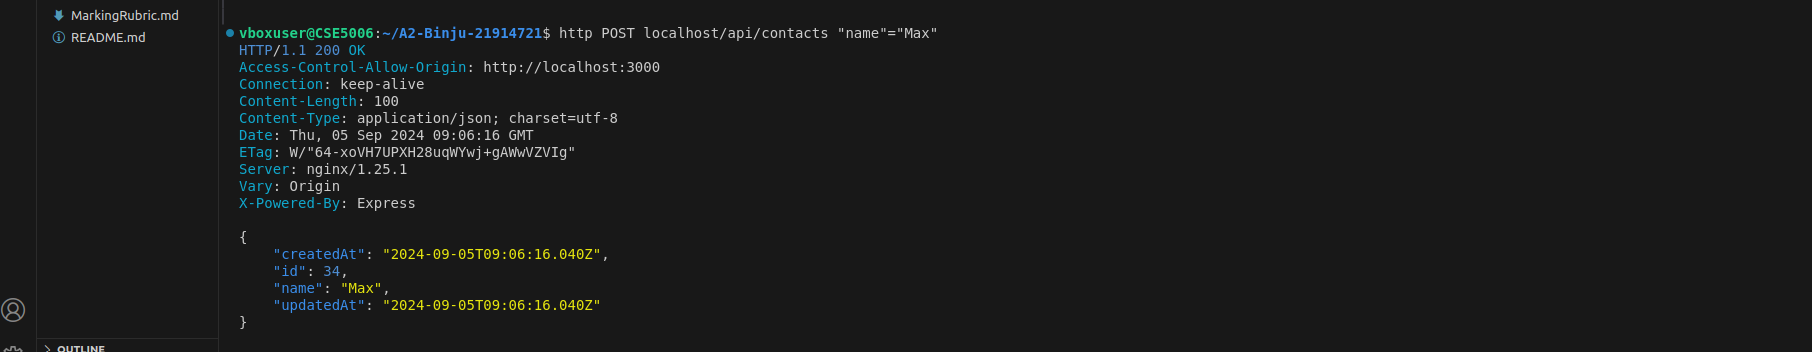 MarkingRubric.md
README.md
OUTLINE
vboxuser@CSE5006:~/A2-Binju-21914721$ http POST localhost/api/contacts "name"="Max"
HTTP/1.1 200 OK
Access-Control-Allow-Origin: http://localhost:3000
Connection: keep-alive
Content-Length: 100
Content-Type: application/json; charset=utf-8
Date: Thu, 05 Sep 2024 09:06:16 GMT
ETag: W/"64-xoVH7UPXH28uqWYwj+gAWwVZVIg"
Server: nginx/1.25.1
Vary: Origin
X-Powered-By: Express
{
    "createdAt": "2024-09-05T09:06:16.040Z",
    "id": 34,
    "name": "Max",
    "updatedAt": "2024-09-05T09:06:16.040Z"
}